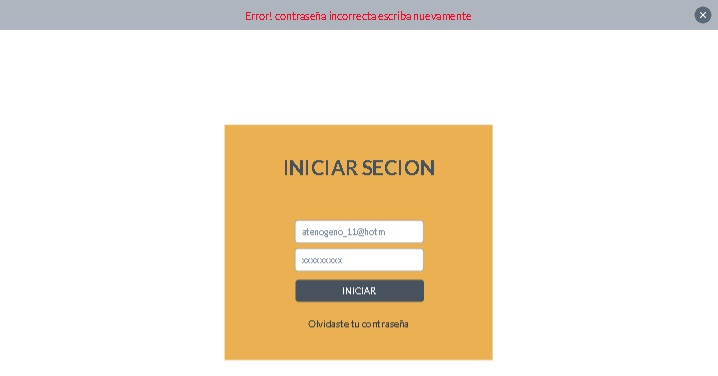 Error! contraseña incorrecta escriba nuevamente
INICIAR SECION
atenogeno_11@hotm
xxxxxxxxx
INICIAR
Olvidaste tu contraseña